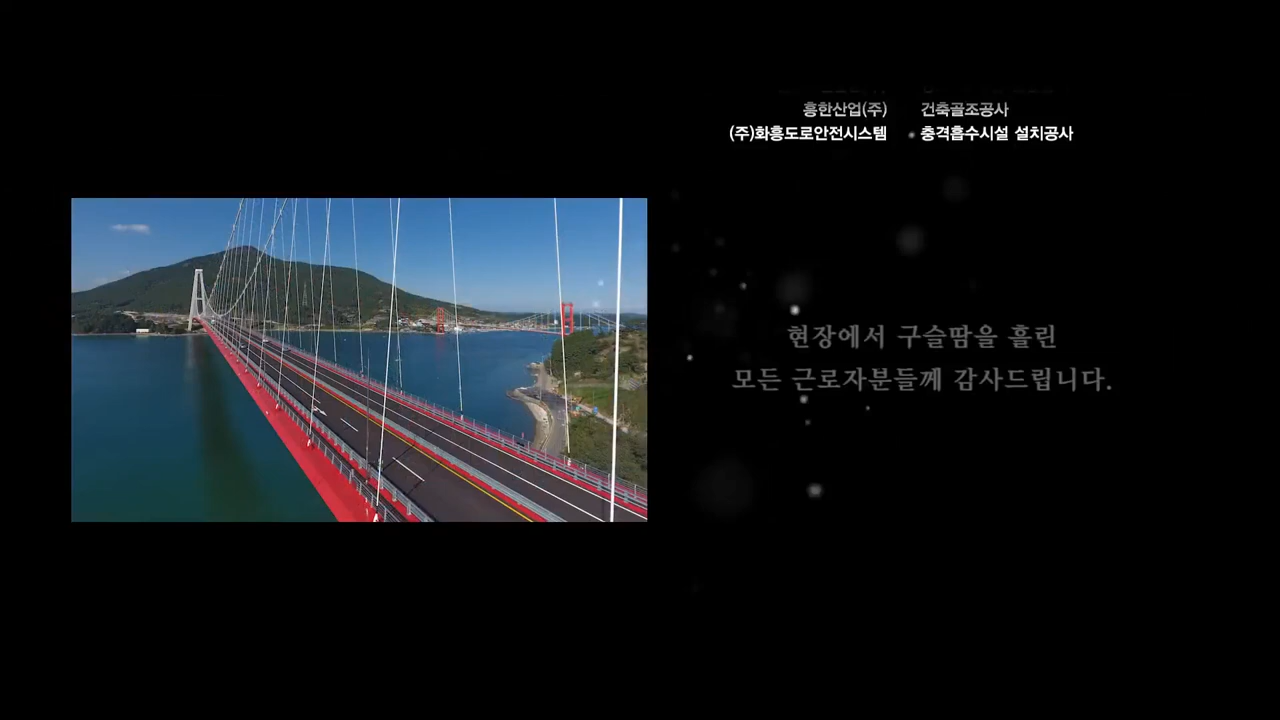 흥한산업(주) 건축골조공사
(주)화흥도로안전시스템 충격흡수시설 설치공사
현장에서 구슬땀을 흘린
모든 근로자분들께 감사드립니다.